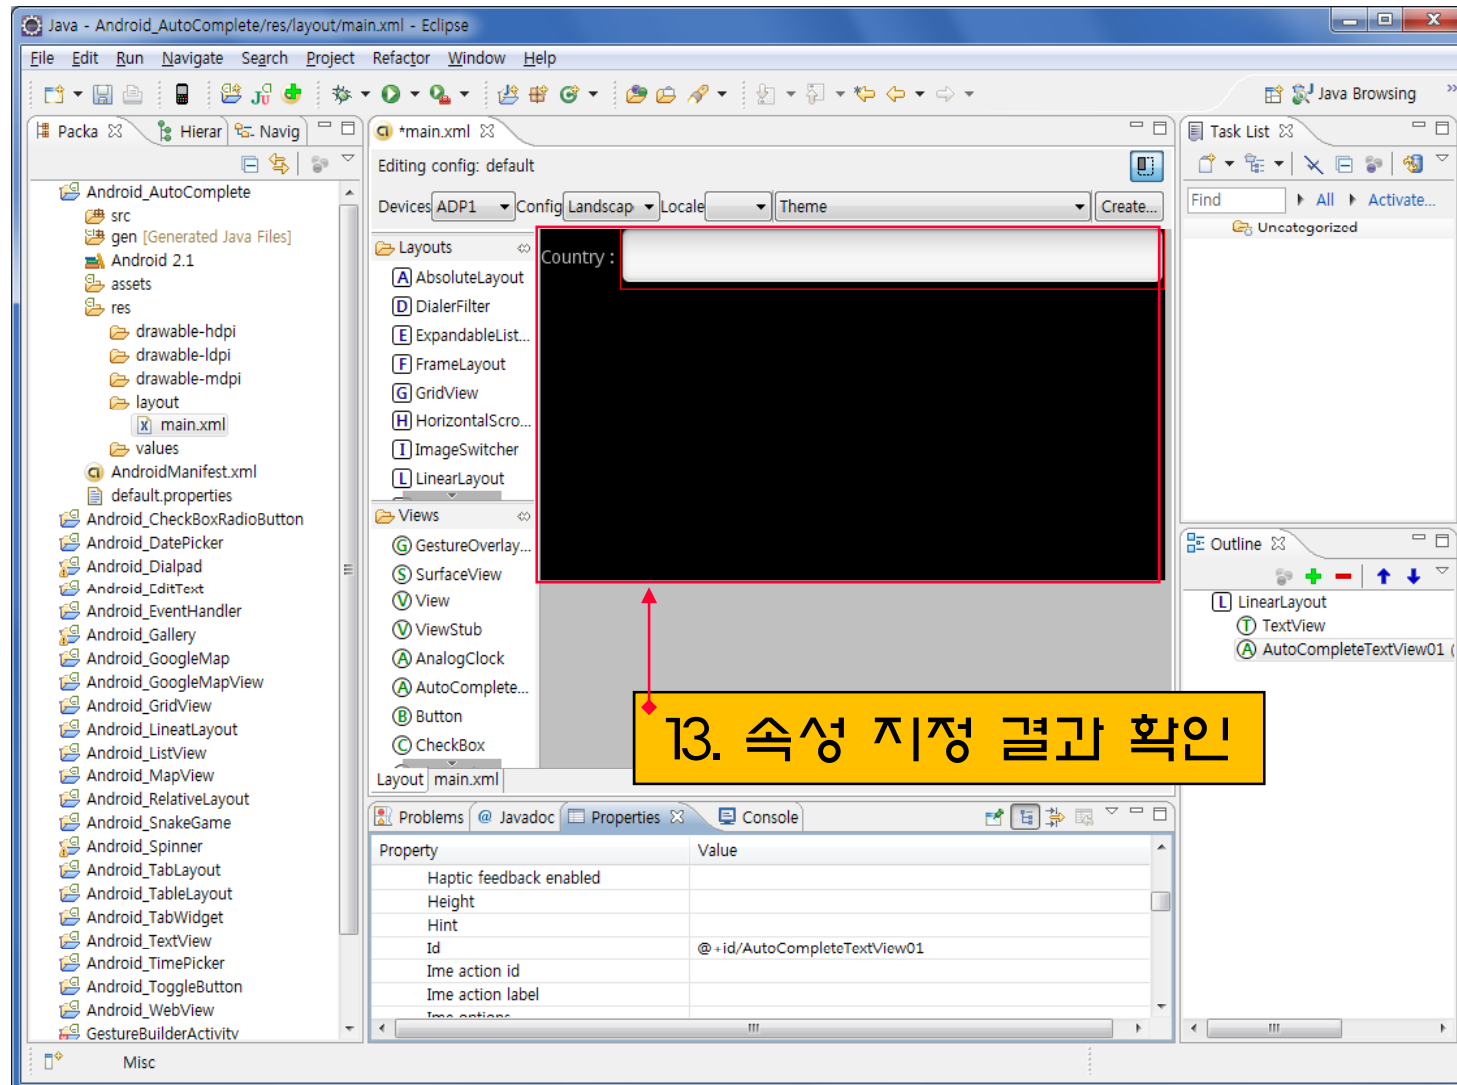 Java - Android_AutoComplete/res/layout/main.xml - Eclipse
File Edit Run Navigate Search Project Refactor Window Help
Java Browsing
Packa Hierar Navig
*main.xml
Task List
Editing config: default
Devices ADP1 Config Landscap Locale Theme Create...
Find All Activate...
Uncategorized
Android_AutoComplete
src
gen [Generated Java Files]
Android 2.1
assets
res
drawable-hdpi
drawable-ldpi
drawable-mdpi
layout
main.xml
values
AndroidManifest.xml
default.properties
Android_CheckBoxRadioButton
Android_DatePicker
Android_Dialpad
Android_EditText
Android_EventHandler
Android_Gallery
Android_GoogleMap
Android_GoogleMapView
Android_GridView
Android_LineatLayout
Android_ListView
Android_MapView
Android_RelativeLayout
Android_SnakeGame
Android_Spinner
Android_TabLayout
Android_TableLayout
Android_TabWidget
Android_TextView
Android_TimePicker
Android_ToggleButton
Android_WebView
GestureBuilderActivity
Layouts
A AbsoluteLayout
D DialerFilter
E ExpandableList...
F FrameLayout
G GridView
H HorizontalScro...
I ImageSwitcher
L LinearLayout
Views
G GestureOverlay...
S SurfaceView
V View
V ViewStub
A AnalogClock
A AutoComplete...
B Button
C CheckBox
Layout main.xml
Country :
13. 속성 지정 결과 확인
Outline
L LinearLayout
T TextView
A AutoCompleteTextView01 (
Problems @ Javadoc Properties Console
Property Value
Haptic feedback enabled
Height
Hint
Id @+id/AutoCompleteTextView01
Ime action id
Ime action label
Ime options
Misc